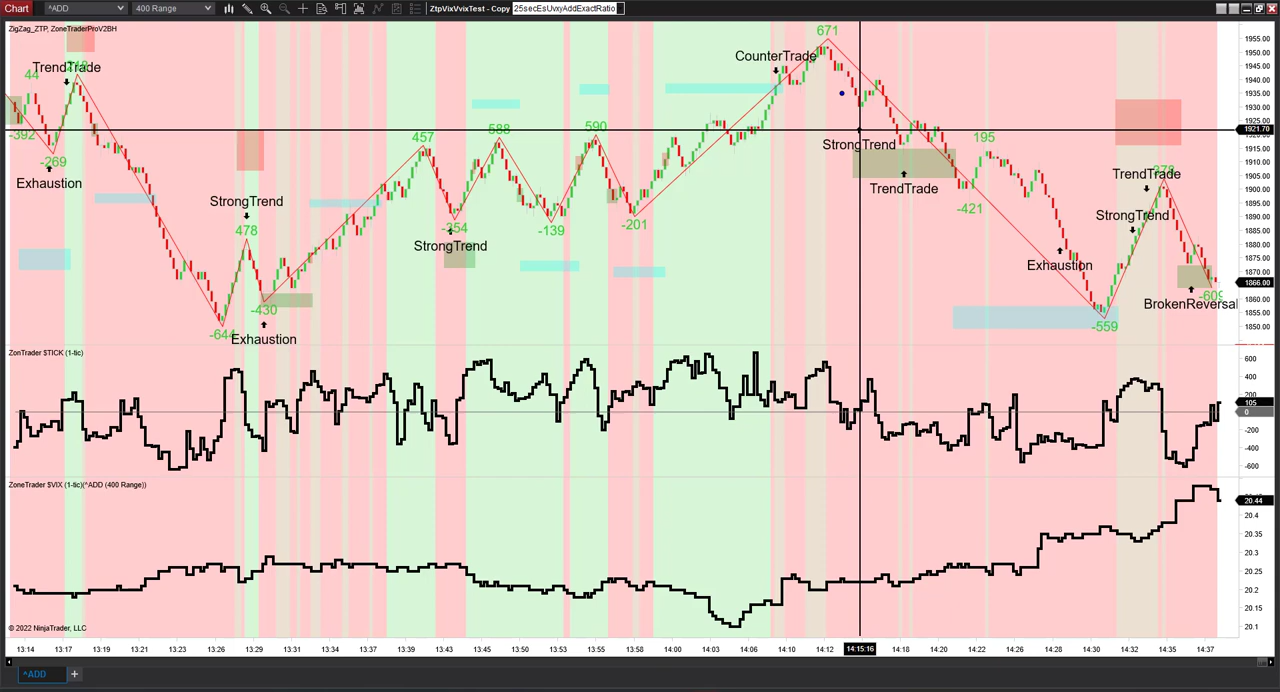 Chart ^ADD 400 Range ZtpVixVvixTest - Copy 25secEsUvxyAddExactRatio
ZigZag_ZTP, ZoneTraderProV2BH
671
CounterTrade
TrendTrade
44
-392
-269
Exhaustion
StrongTrend
478
-644
-430
Exhaustion
457
588
590
-254
StrongTrend
-139
-201
StrongTrend
TrendTrade
195
-421
Exhaustion
-559
TrendTrade
StrongTrend
BrokenReversal
1955.00
1950.00
1945.00
1940.00
1935.00
1930.00
1925.00
1921.70
1915.00
1910.00
1905.00
1900.00
1895.00
1890.00
1885.00
1880.00
1875.00
1870.00
1866.00
1860.00
1855.00
1850.00
ZonTrader $TICK (1-tic)
600
400
200
105
0
-200
-400
-600
ZoneTrader $VIX (1-tic)(^ADD (400 Range))
20.44
20.4
20.35
20.3
20.25
20.2
20.15
20.1
© 2022 NinjaTrader, LLC
13:14 13:17 13:19 13:21 13:23 13:26 13:29 13:31 13:33 13:37 13:39 13:43 13:45 13:50 13:53 13:55 13:58 14:00 14:03 14:06 14:10 14:12 14:15:16 14:18 14:20 14:22 14:25 14:26 14:30 14:32 14:35 14:37
^ADD +